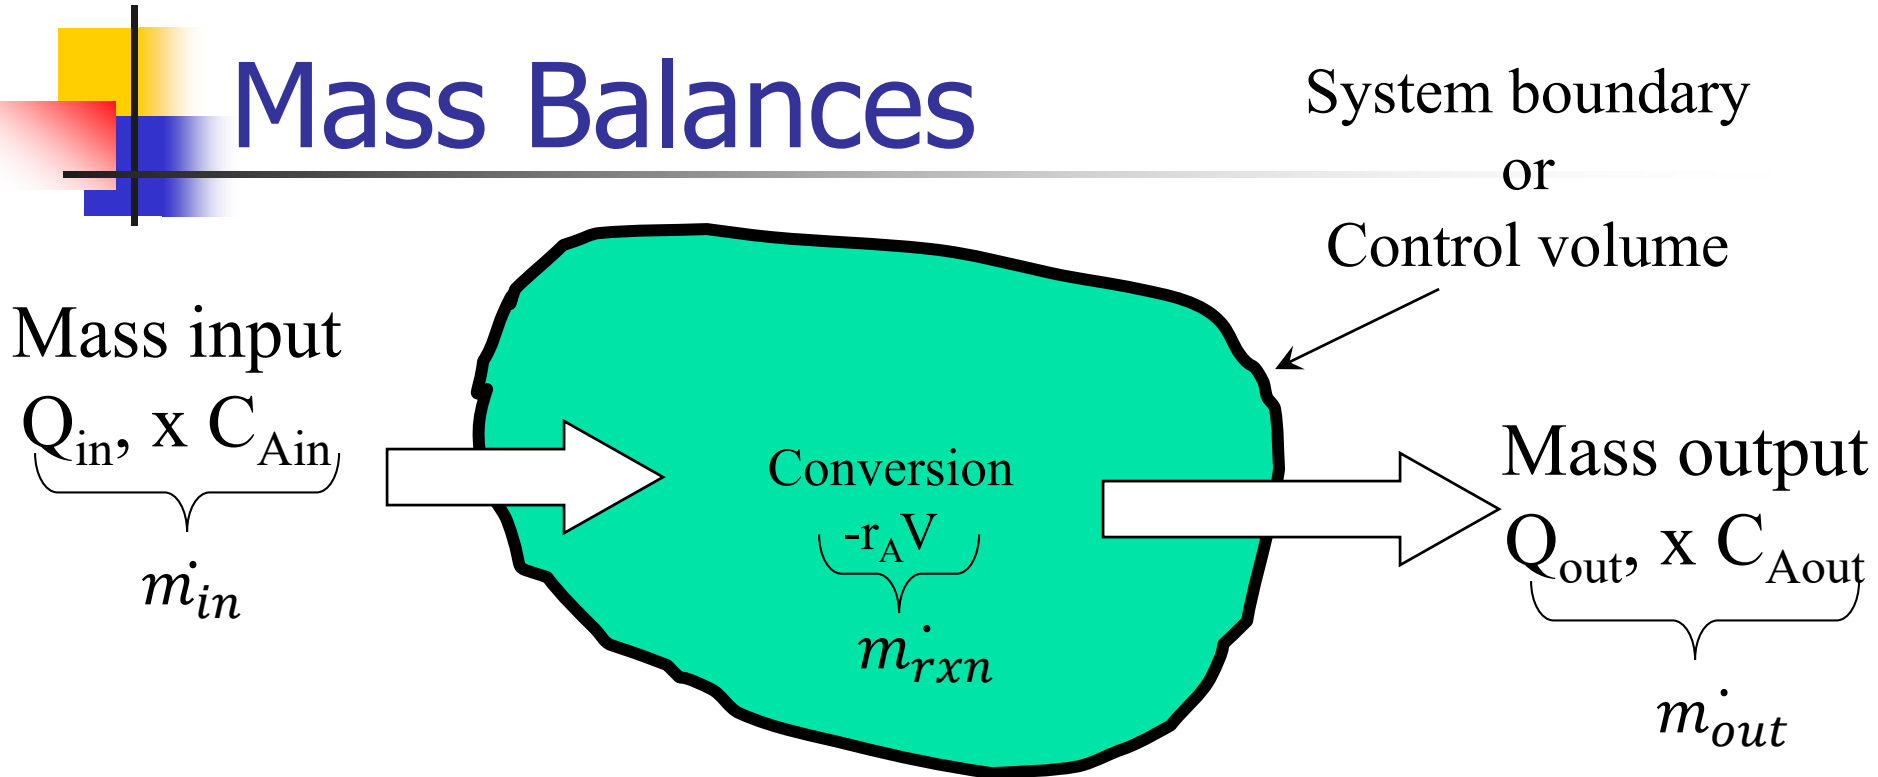 Mass Balances
System boundary
or
Control volume
Mass input
Q_in, x C_Ain
ṁ_in
Conversion
-r_AV
ṁ_rxn
Mass output
Q_out, x C_Aout
ṁ_out